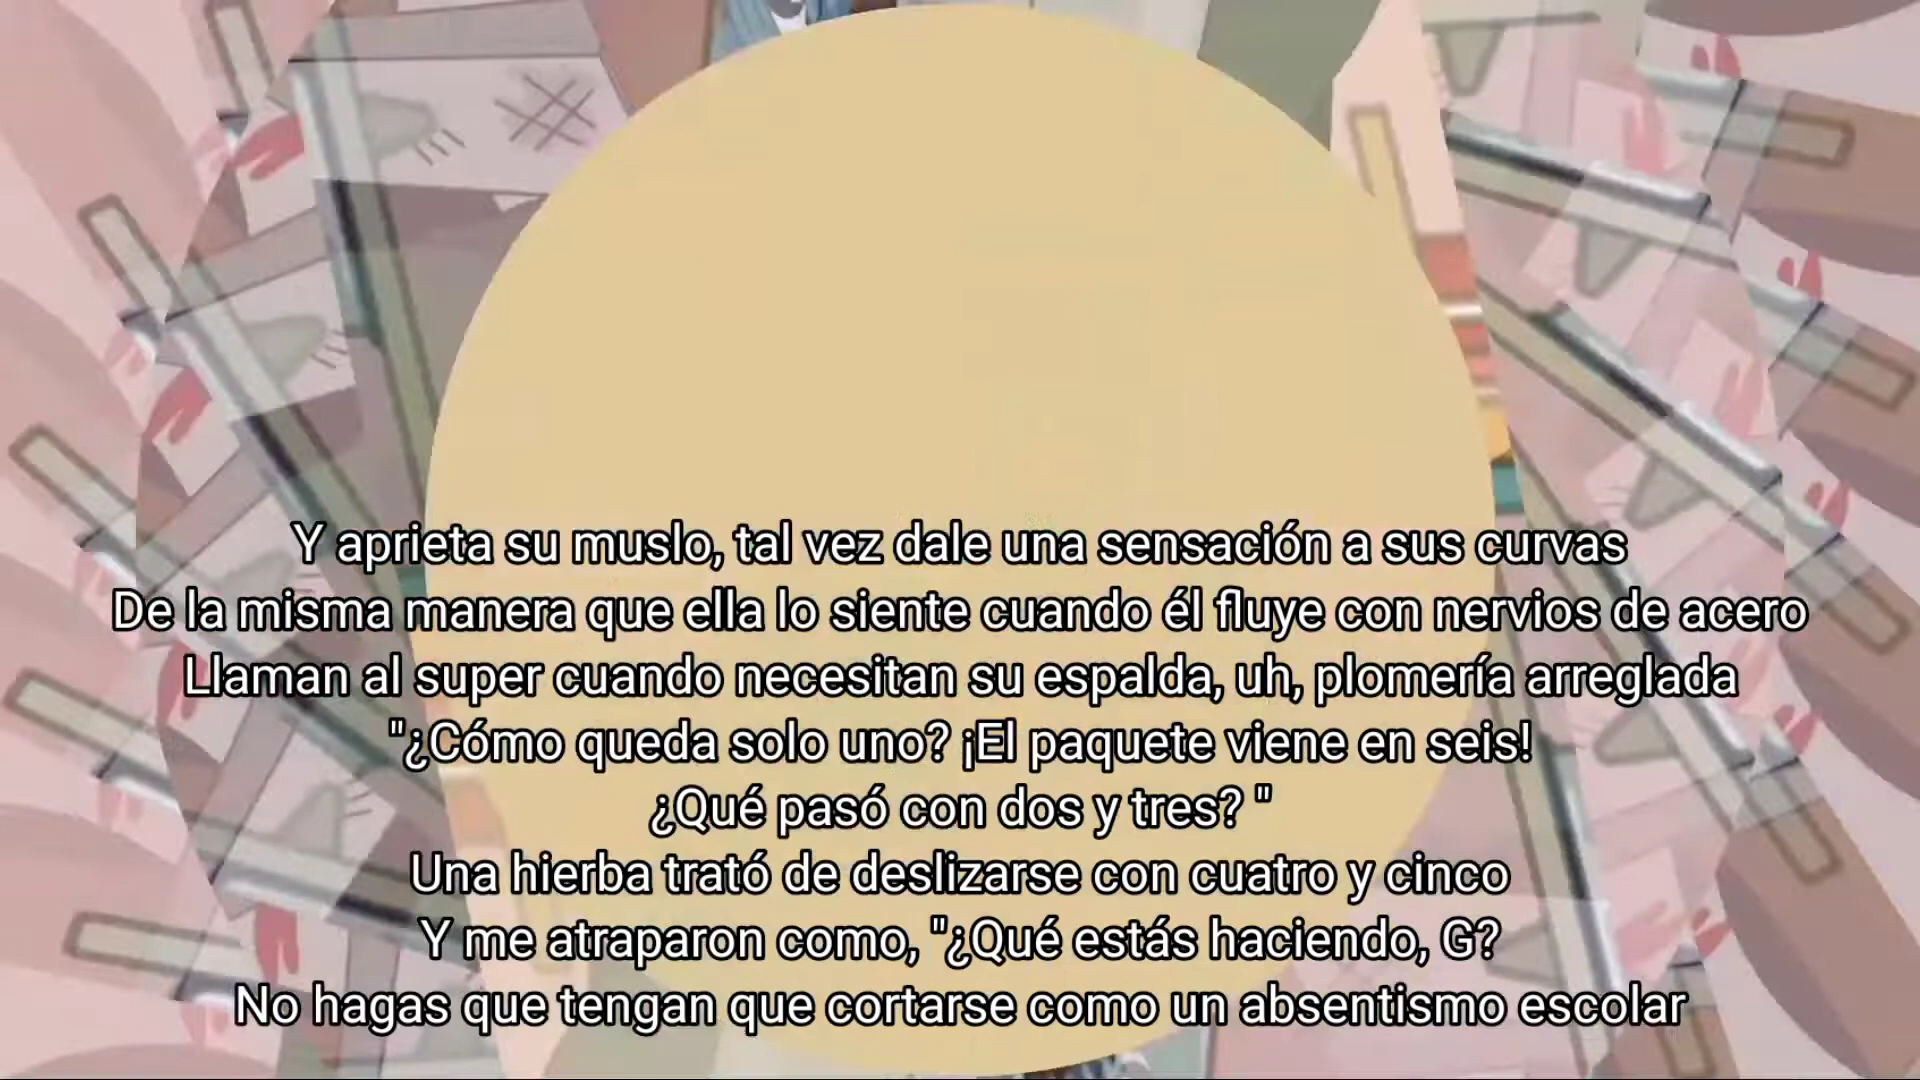 Y aprieta su muslo, tal vez dale una sensación a sus curvas
De la misma manera que ella lo siente cuando él fluye con nervios de acero
Llaman al super cuando necesitan su espalda, uh, plomería arreglada
"¿Cómo queda solo uno? ¡El paquete viene en seis!
¿Qué pasó con dos y tres? "
Una hierba trató de deslizarse con cuatro y cinco
Y me atraparon como, "¿Qué estás haciendo, G?
No hagas que tengan que cortarse como un absentismo escolar